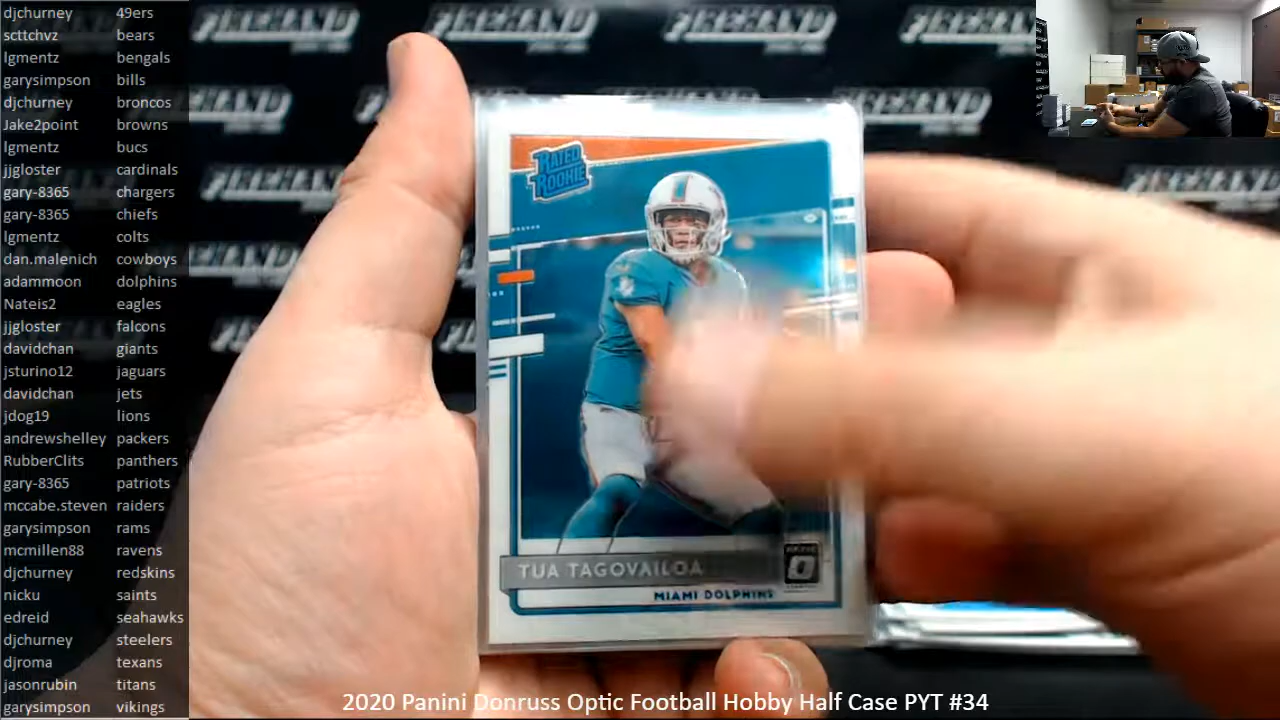 djchurney 49ers
scttchvz bears
lgmentz bengals
garysimpson bills
djchurney broncos
Jake2point browns
lgmentz bucs
jjgloster cardinals
gary-8365 chargers
gary-8365 chiefs
lgmentz colts
dan.malenich cowboys
adammoon dolphins
Nateis2 eagles
jjgloster falcons
davidchan giants
jsturino12 jaguars
davidchan jets
jdog19 lions
andrewshelley packers
RubberClits panthers
gary-8365 patriots
mccabe.steven raiders
garysimpson rams
mcmillen88 ravens
djchurney redskins
nicku saints
edreid seahawks
djchurney steelers
djroma texans
jasonrubin titans
garysimpson vikings
RATED
ROOKIE
TUA TAGOVAILOA
MIAMI DOLPHINS
2020 Panini Donruss Optic Football Hobby Half Case PYT #34